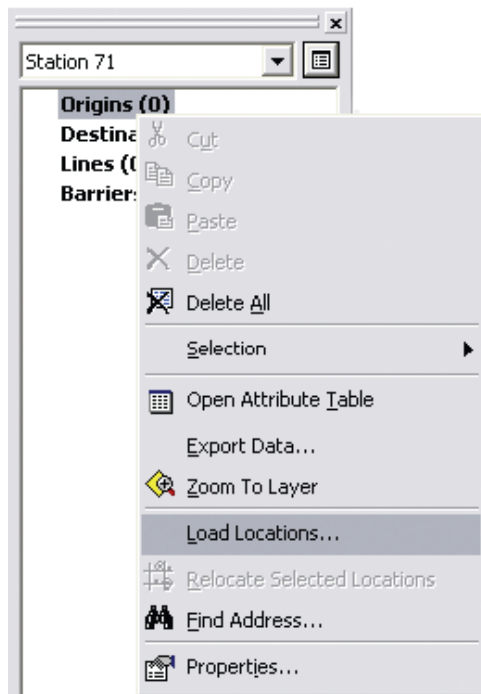 Station 71
Origins (0)
Destina
Lines (0
Barrier
Cut
Copy
Paste
Delete
Delete All
Selection
Open Attribute Table
Export Data...
Zoom To Layer
Load Locations...
Relocate Selected Locations
Find Address...
Properties...